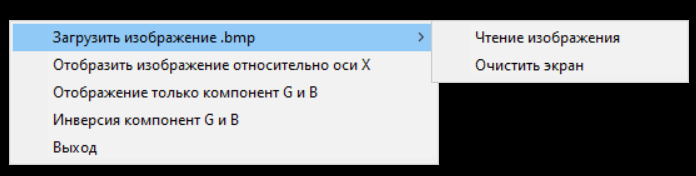 Загрузить изображение .bmp
Отобразить изображение относительно оси X
Отображение только компонент G и B
Инверсия компонент G и B
Выход
Чтение изображения
Очистить экран